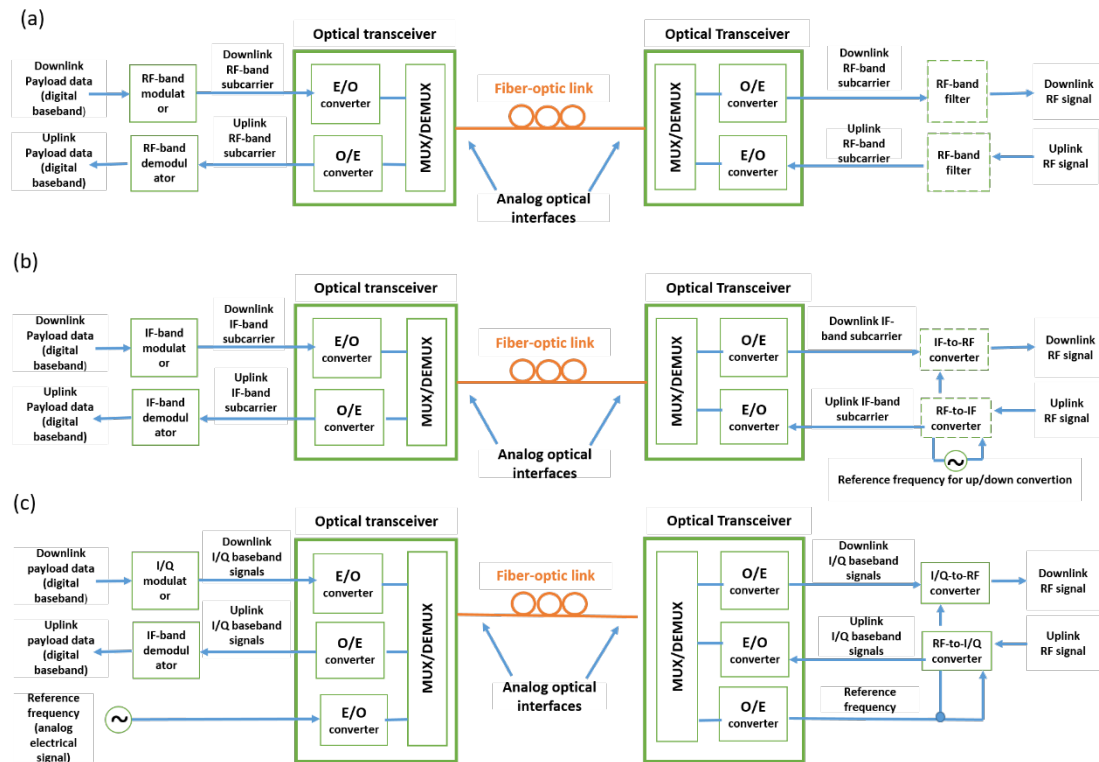 (a)
Optical transceiver
Optical Transceiver
Downlink
Payload data
(digital
baseband)
RF-band
modulat
or
Downlink
RF-band
subcarrier
E/O
converter
MUX/DEMUX
Fiber-optic link
MUX/DEMUX
O/E
converter
Downlink
RF-band
subcarrier
RF-band
filter
Downlink
RF signal
Uplink
Payload data
(digital
baseband)
RF-band
demodul
ator
Uplink
RF-band
subcarrier
O/E
converter
Analog optical
interfaces
E/O
converter
Uplink
RF-band
subcarrier
RF-band
filter
Uplink
RF signal
(b)
Optical transceiver
Optical Transceiver
Downlink
Payload data
(digital
baseband)
IF-band
modulat
or
Downlink
IF-band
subcarrier
E/O
converter
MUX/DEMUX
Fiber-optic link
MUX/DEMUX
O/E
converter
Downlink IF-
band subcarrier
IF-to-RF
converter
Downlink
RF signal
Uplink
Payload data
(digital
baseband)
IF-band
demodul
ator
Uplink
IF-band
subcarrier
O/E
converter
Analog optical
interfaces
E/O
converter
Uplink IF-band
subcarrier
RF-to-IF
converter
Uplink
RF signal
~
Reference frequency for up/down convertion
(c)
Optical transceiver
Optical Transceiver
Downlink
payload data
(digital
baseband)
I/Q
modulat
or
Downlink
I/Q baseband
signals
E/O
converter
MUX/DEMUX
Fiber-optic link
MUX/DEMUX
O/E
converter
Downlink
I/Q baseband
signals
I/Q-to-RF
converter
Downlink
RF signal
Uplink
payload data
(digital
baseband)
IF-band
demodul
ator
Uplink
I/Q baseband
signals
O/E
converter
Analog optical
interfaces
E/O
converter
Uplink
I/Q baseband
signals
RF-to-I/Q
converter
Uplink
RF signal
Reference
frequency
(analog
electrical
signal)
~
E/O
converter
O/E
converter
Reference
frequency